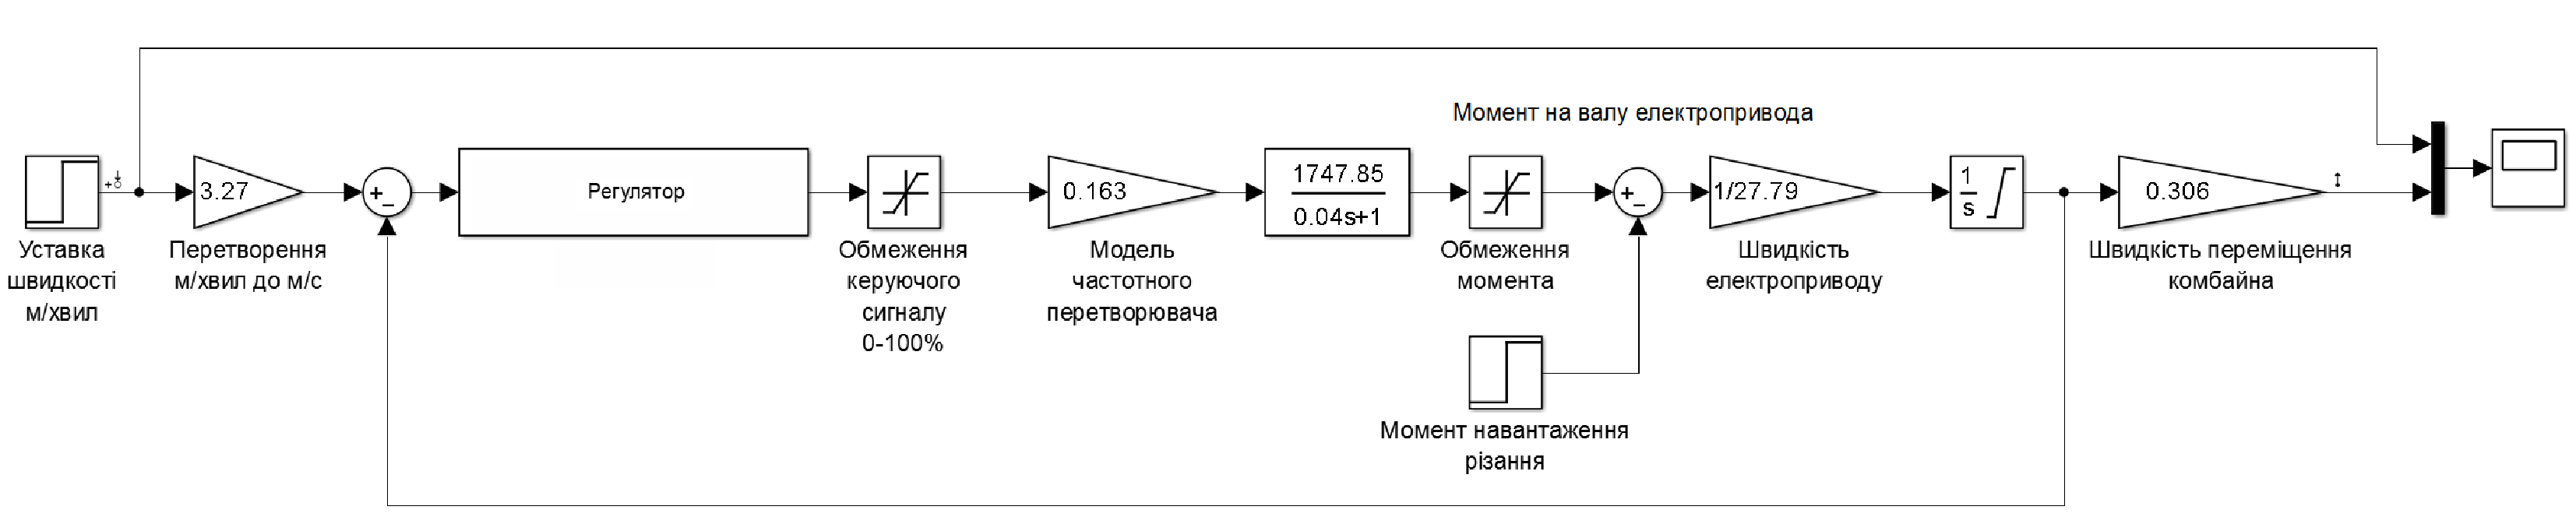 Момент на валу електропривода
3.27
+
−
Регулятор
0.163
1747.85
0.04s+1
+
−
1/27.79
1
s
0.306
Уставка
швидкості
м/хвил
Перетворення
м/хвил до м/с
Обмеження
керуючого
сигналу
0-100%
Модель
частотного
перетворювача
Обмеження
момента
Швидкість
електроприводу
Швидкість переміщення
комбайна
Момент навантаження
різання